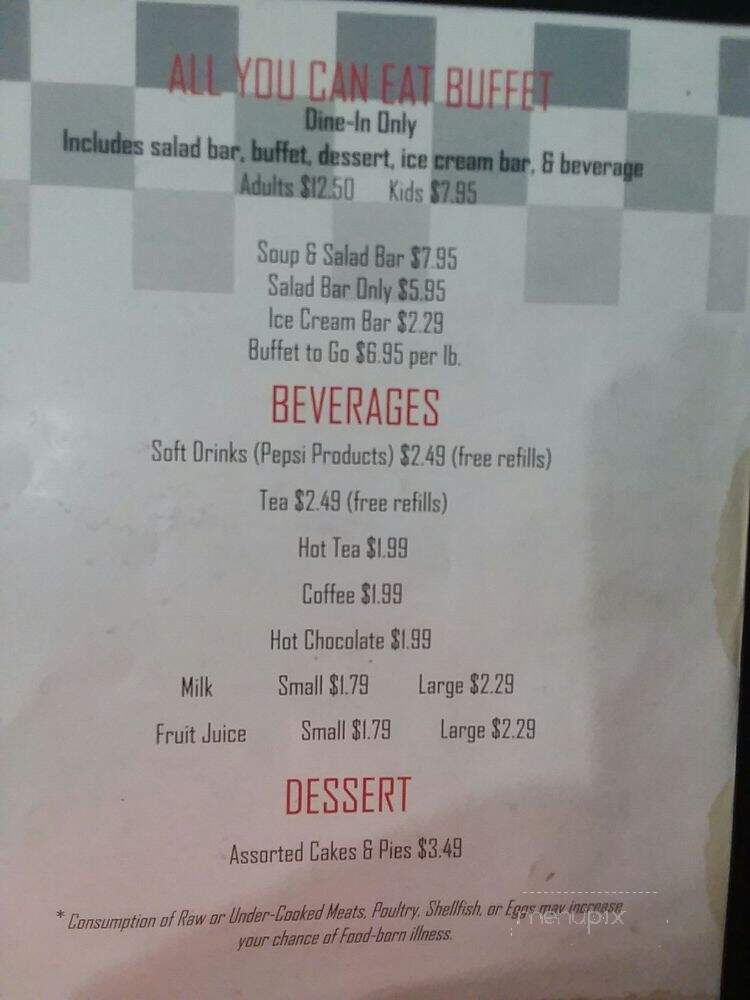 ALL YOU CAN EAT BUFFET
Dine-In Only
Includes salad bar, buffet, dessert, ice cream bar, & beverage
Adults $12.50 Kids $7.95
Soup & Salad Bar $7.95
Salad Bar Only $5.95
Ice Cream Bar $2.29
Buffet to Go $6.95 per lb.
BEVERAGES
Soft Drinks (Pepsi Products) $2.49 (free refills)
Tea $2.49 (free refills)
Hot Tea $1.99
Coffee $1.99
Hot Chocolate $1.99
Milk Small $1.79 Large $2.29
Fruit Juice Small $1.79 Large $2.29
DESSERT
Assorted Cakes & Pies $3.49
* Consumption of Raw or Under-Cooked Meats, Poultry, Shellfish, or Eggs may increase
your chance of Food-born illness.
menupix